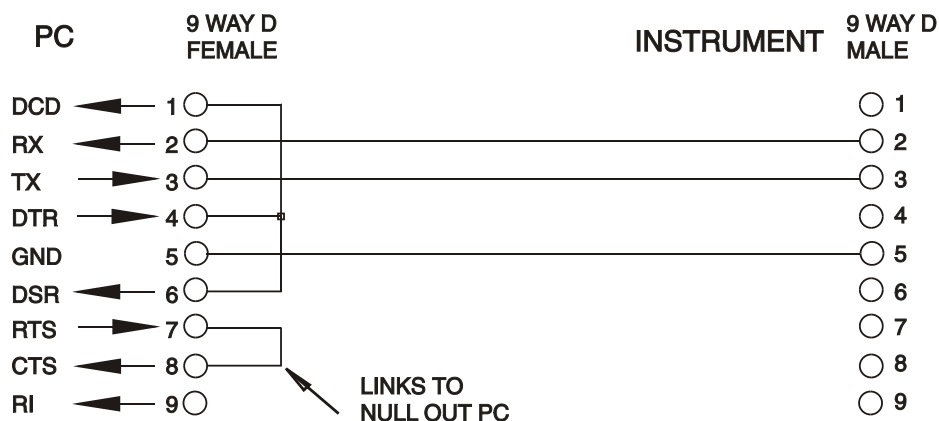 PC
9 WAY D
FEMALE
INSTRUMENT
9 WAY D
MALE
DCD 1 1
RX 2 2
TX 3 3
DTR 4 4
GND 5 5
DSR 6 6
RTS 7 7
CTS 8 8
RI 9 9
LINKS TO
NULL OUT PC